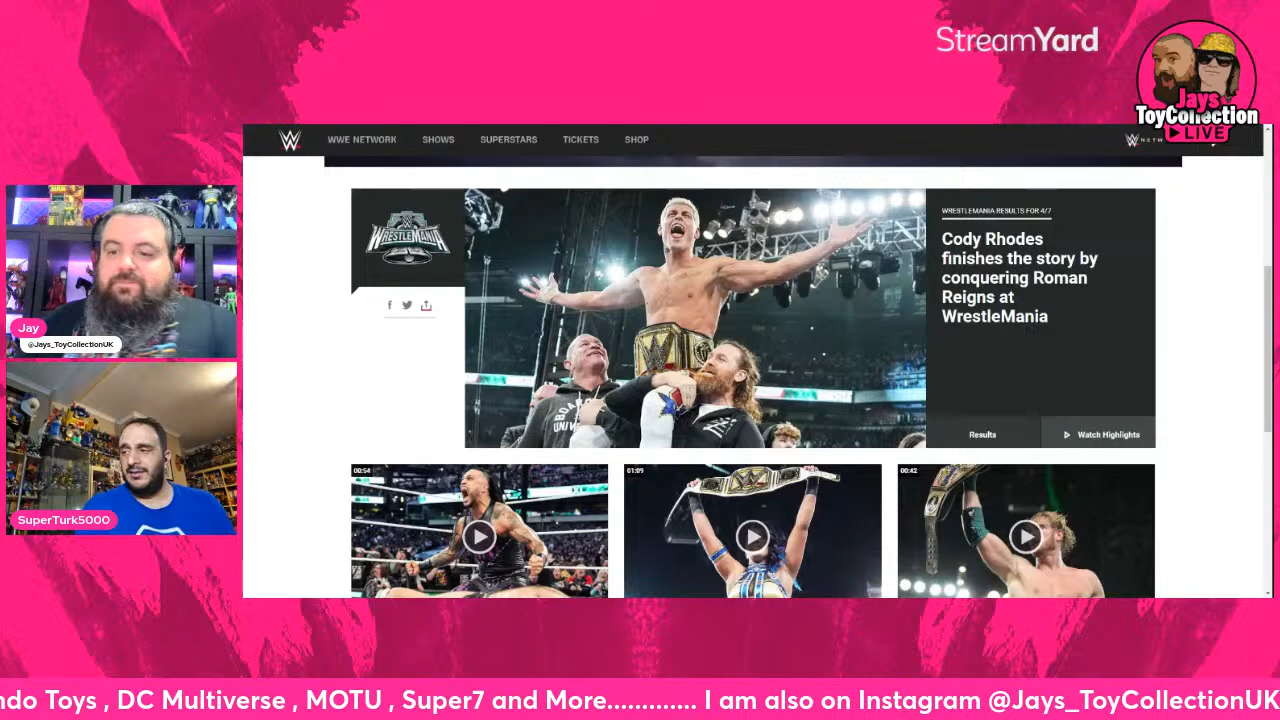 StreamYard
Jays
ToyCollection
LIVE
WWE NETWORK
SHOWS
SUPERSTARS
TICKETS
SHOP
WRESTLEMANIA
WRESTLEMANIA RESULTS FOR 4/7
Cody Rhodes
finishes the story by
conquering Roman
Reigns at
WrestleMania
Results
Watch Highlights
00:54
01:09
00:42
Jay
@Jays_ToyCollectionUK
SuperTurk5000
ndo Toys , DC Multiverse , MOTU , Super7 and More............. I am also on Instagram @Jays_ToyCollectionUK